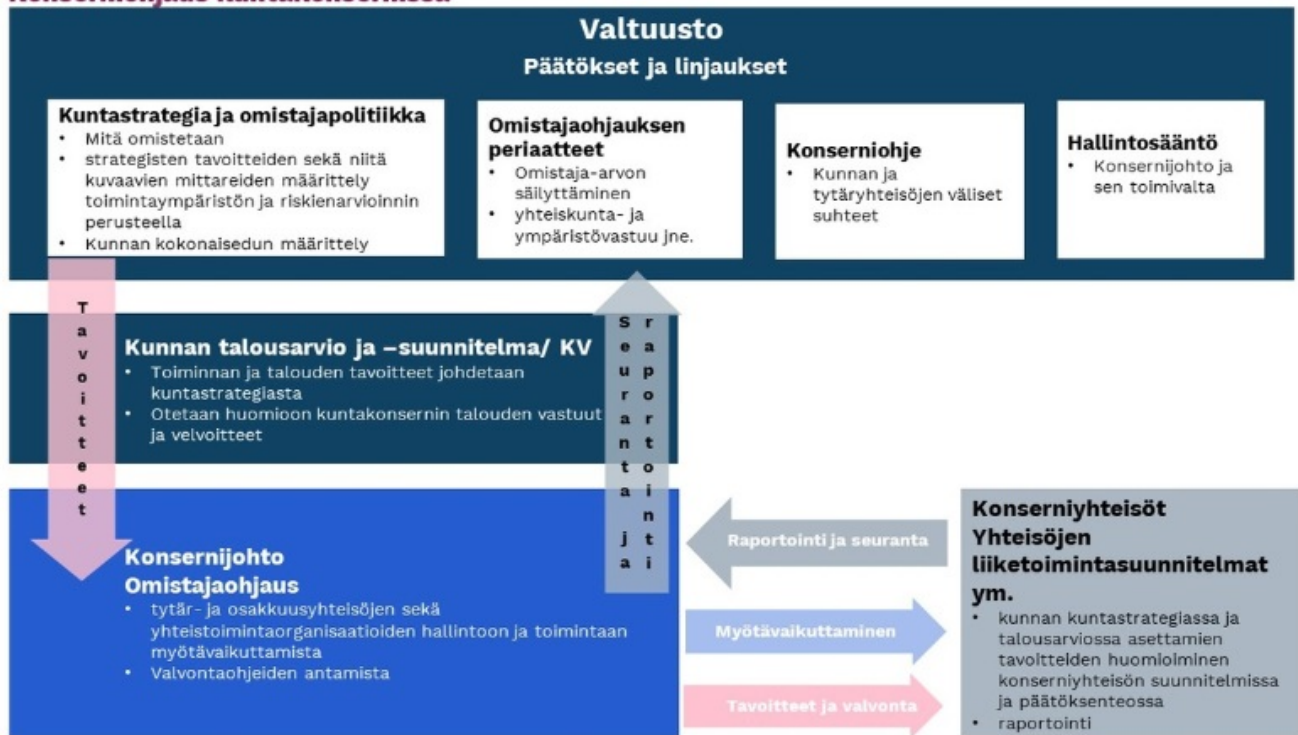 Konserniohjaus kuntakonsernissa
Valtuusto
Päätökset ja linjaukset
Kuntastrategia ja omistajapolitiikka
• Mitä omistetaan
• strategisten tavoitteiden sekä niitä
kuvaavien mittareiden määrittely
toimintaympäristön ja riskienarvioinnin
perusteella
• Kunnan kokonaisedun määrittely
Omistajaohjauksen
periaatteet
• Omistaja-arvon
säilyttäminen
• yhteiskunta- ja
ympäristövastuu jne.
Konserniohje
• Kunnan ja
tytäryhteisöjen väliset
suhteet
Hallintosääntö
• Konsernijohto ja
sen toimivalta
Tavoitteet
Seuranta ja
raportointi
Kunnan talousarvio ja –suunnitelma/ KV
• Toiminnan ja talouden tavoitteet johdetaan
kuntastrategiasta
• Otetaan huomioon kuntakonsernin talouden vastuut
ja velvoitteet
Konsernijohto
Omistajaohjaus
• tytär- ja osakkuusyhteisöjen sekä
yhteistoimintaorganisaatioiden hallintoon ja toimintaan
myötävaikuttamista
• Valvontaohjeiden antamista
Raportointi ja seuranta
Myötävaikuttaminen
Tavoitteet ja valvonta
Konserniyhteisöt
Yhteisöjen
liiketoimintasuunnitelmat
ym.
• kunnan kuntastrategiassa ja
talousarviossa asettamien
tavoitteiden huomioiminen
konserniyhteisön suunnitelmissa
ja päätöksenteossa
• raportointi